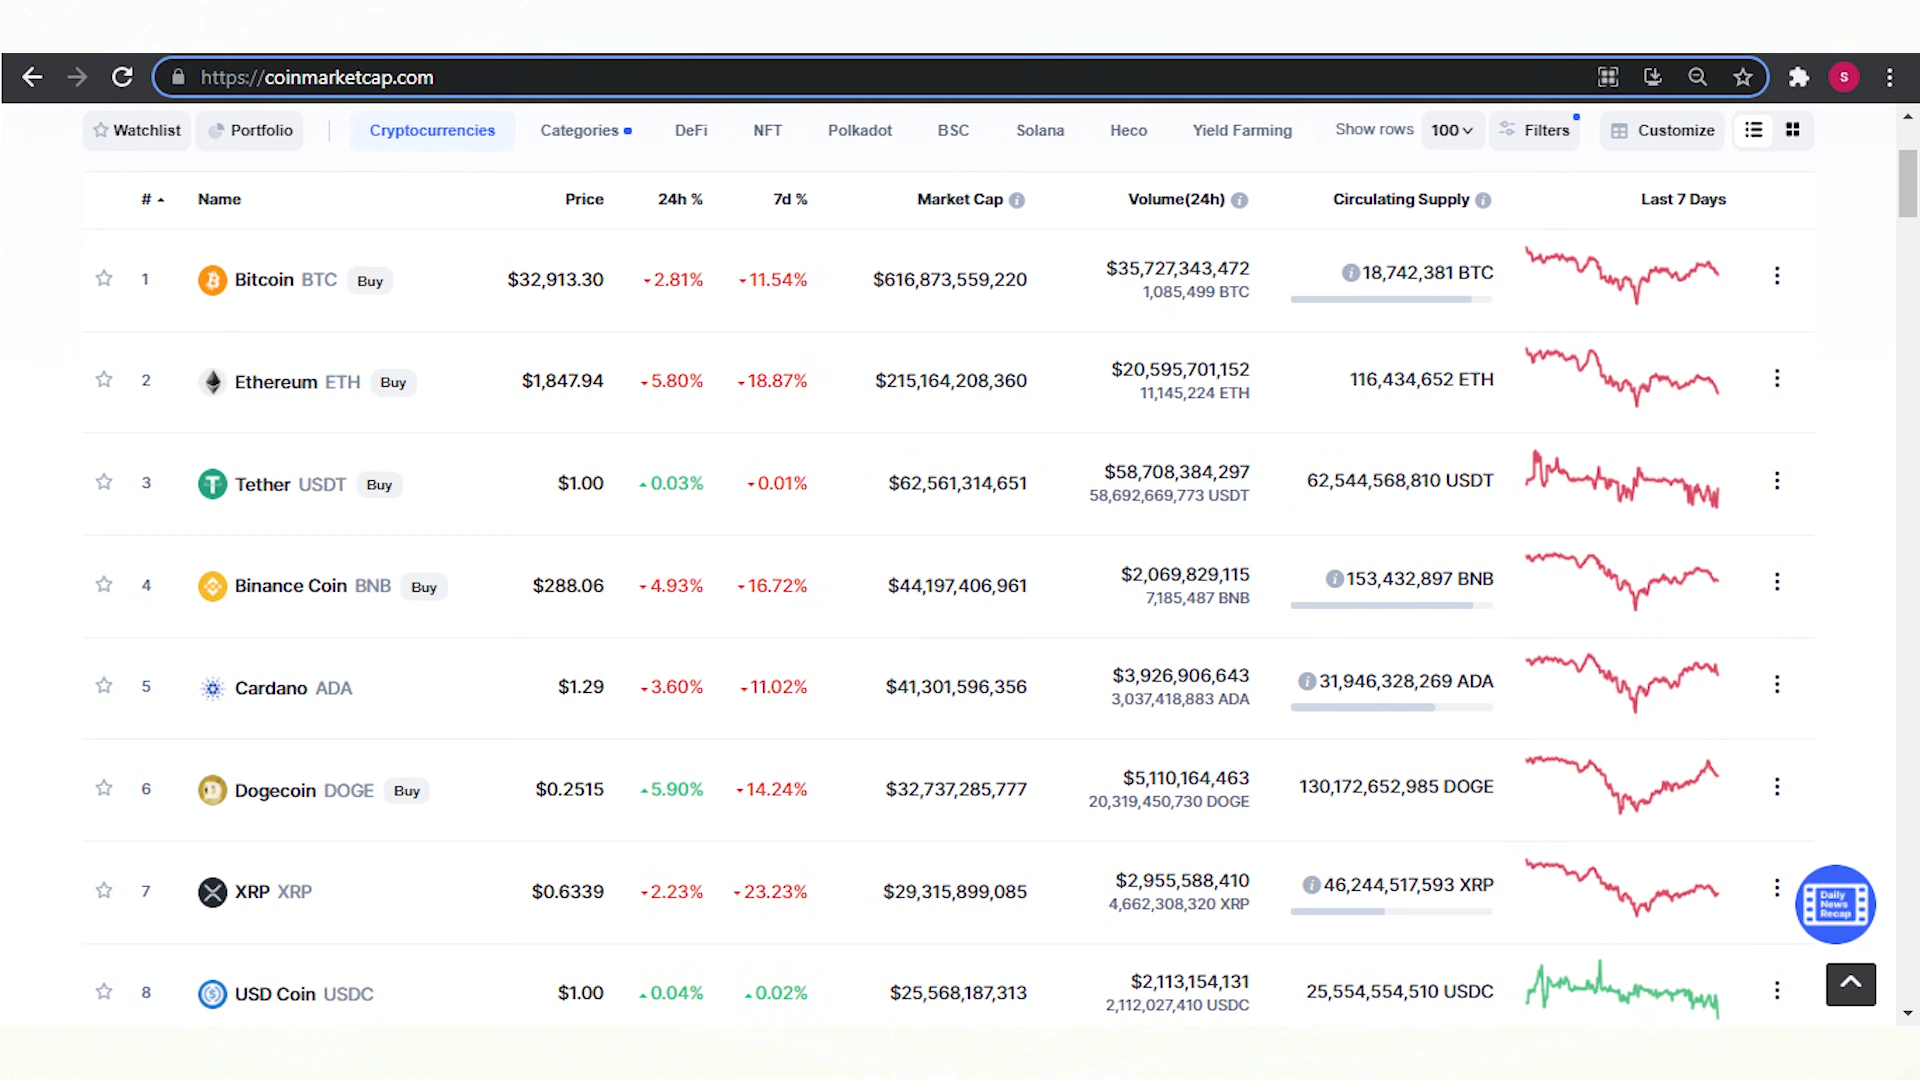 https://coinmarketcap.com
S
Watchlist Portfolio Cryptocurrencies Categories DeFi NFT Polkadot BSC Solana Heco Yield Farming Show rows 100 Filters Customize
# Name Price 24h % 7d % Market Cap Volume(24h) Circulating Supply Last 7 Days
1 Bitcoin BTC Buy $32,913.30 2.81% 11.54% $616,873,559,220 $35,727,343,472 18,742,381 BTC
1,085,499 BTC
2 Ethereum ETH Buy $1,847.94 5.80% 18.87% $215,164,208,360 $20,595,701,152 116,434,652 ETH
11,145,224 ETH
3 Tether USDT Buy $1.00 0.03% 0.01% $62,561,314,651 $58,708,384,297 62,544,568,810 USDT
58,692,669,773 USDT
4 Binance Coin BNB Buy $288.06 4.93% 16.72% $44,197,406,961 $2,069,829,115 153,432,897 BNB
7,185,487 BNB
5 Cardano ADA $1.29 3.60% 11.02% $41,301,596,356 $3,926,906,643 31,946,328,269 ADA
3,037,418,883 ADA
6 Dogecoin DOGE Buy $0.2515 5.90% 14.24% $32,737,285,777 $5,110,164,463 130,172,652,985 DOGE
20,319,450,730 DOGE
7 XRP XRP $0.6339 2.23% 23.23% $29,315,899,085 $2,955,588,410 46,244,517,593 XRP
4,662,308,320 XRP
Daily
News
Recap
8 USD Coin USDC $1.00 0.04% 0.02% $25,568,187,313 $2,113,154,131 25,554,554,510 USDC
2,112,027,410 USDC